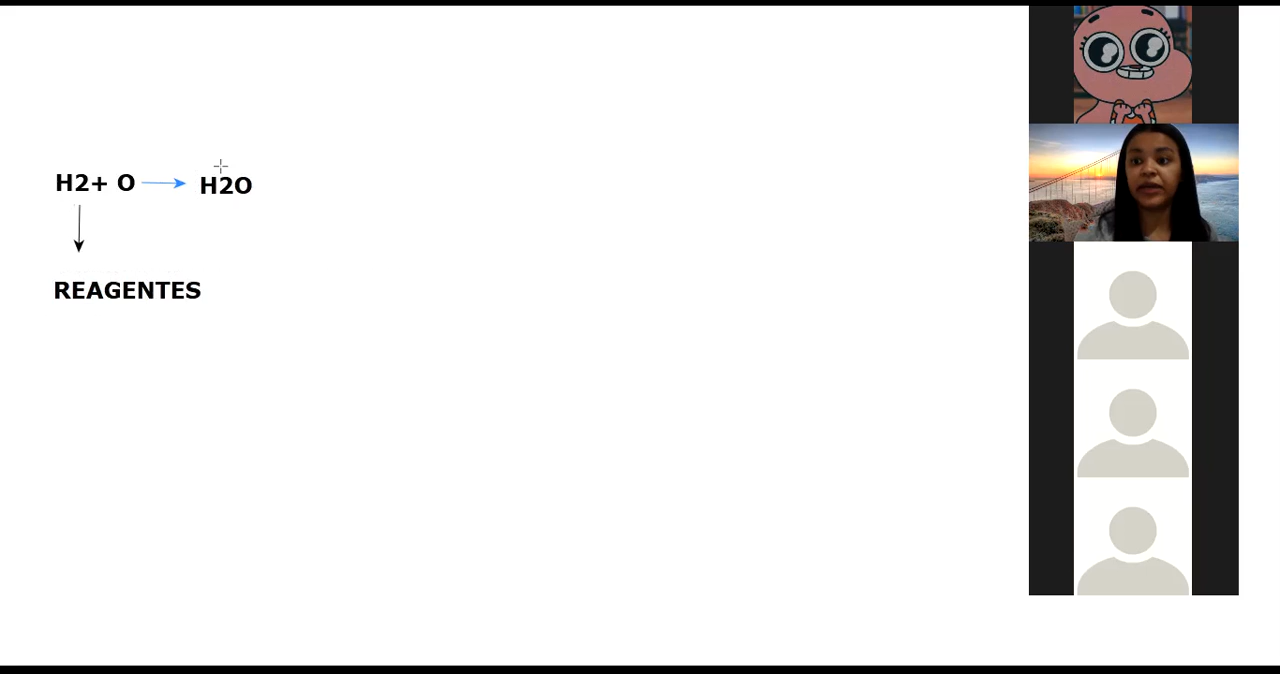 H2+ O → H2O
REAGENTES